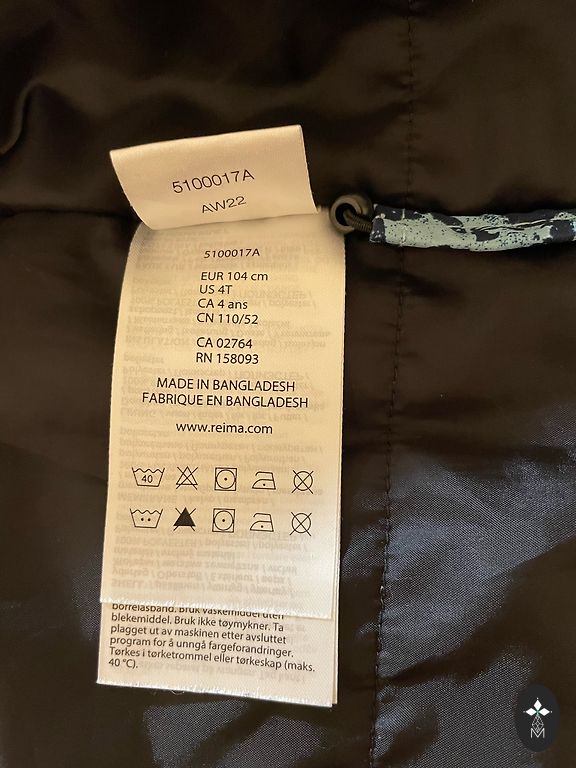 5100017A
AW22
5100017A
EUR 104 cm
US 4T
CA 4 ans
CN 110/52
CA 02764
RN 158093
MADE IN BANGLADESH
FABRIQUE EN BANGLADESH
www.reima.com
40
borrelåsbånd. Bruk vaskemiddel uten
blekemiddel. Bruk ikke tøymykner. Ta
plagget ut av maskinen etter avsluttet
program for å unngå fargeforandringer.
Tørkes i tørketrommel eller tørkeskap (maks.
40 °C).